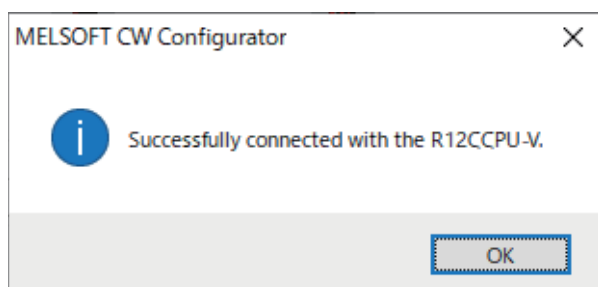 MELSOFT CW Configurator
Successfully connected with the R12CCPU-V.
OK